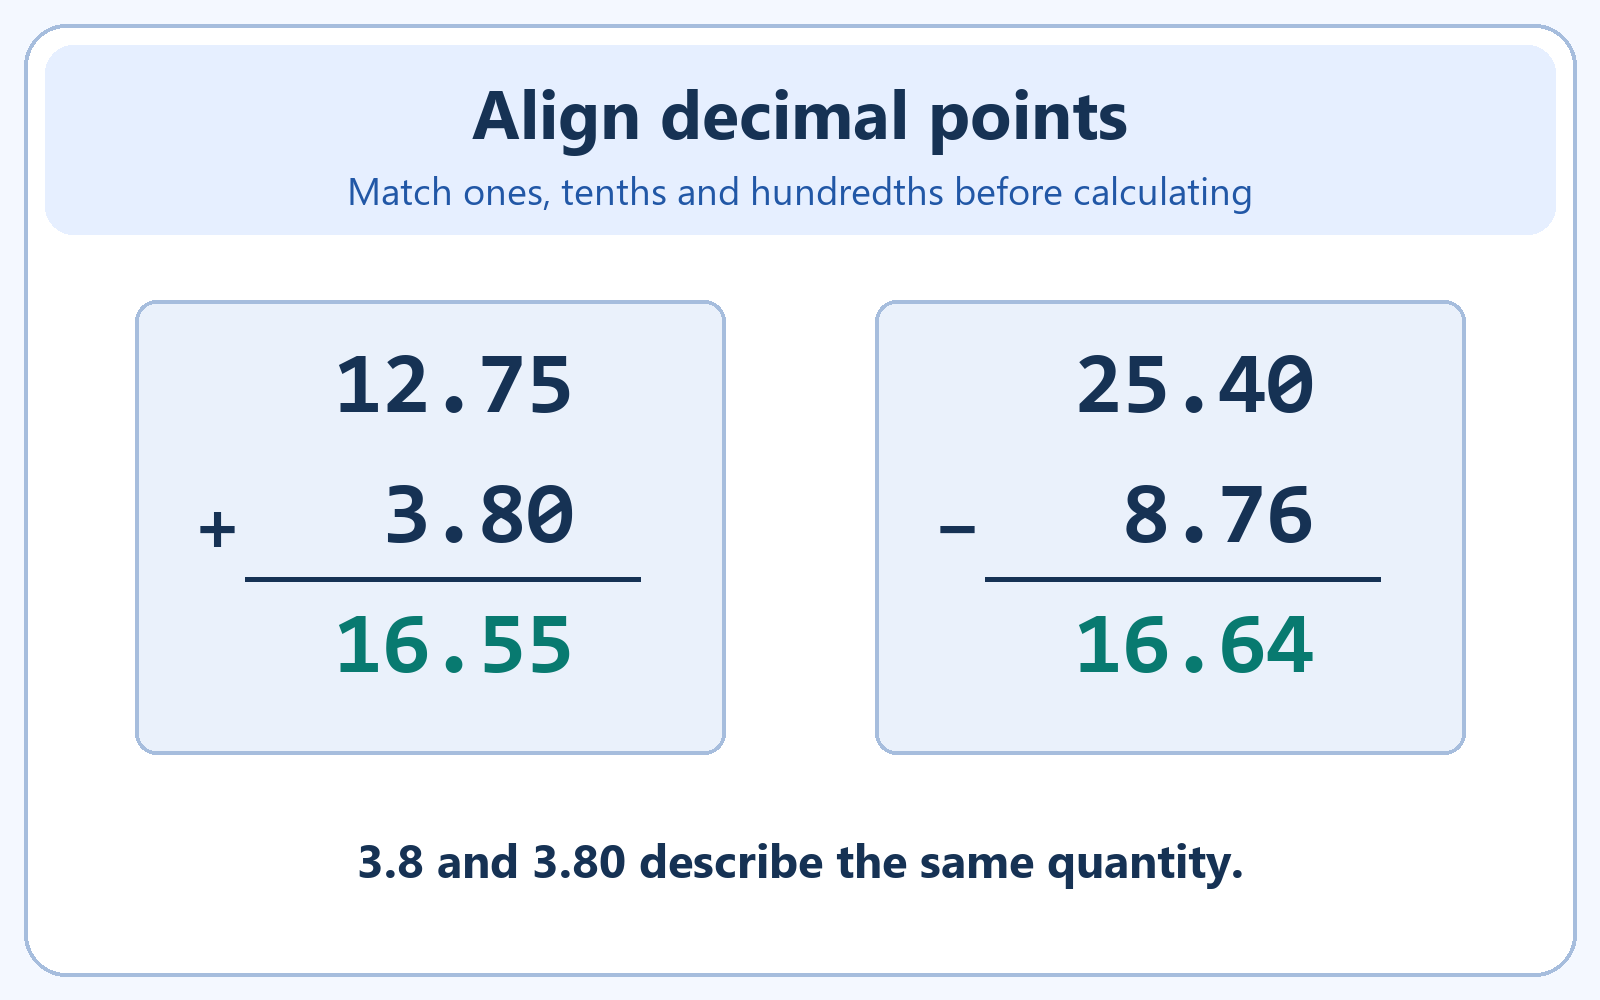 Align decimal points
Match ones, tenths and hundredths before calculating
12.75
+ 3.80
16.55
25.40
− 8.76
16.64
3.8 and 3.80 describe the same quantity.